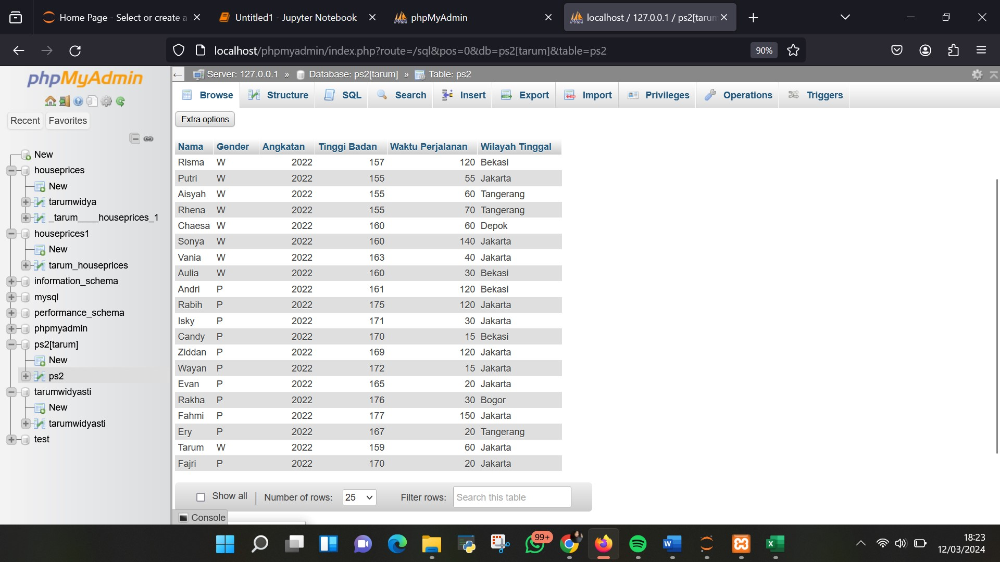 Home Page - Select or create a
Untitled1 - Jupyter Notebook
phpMyAdmin
localhost / 127.0.0.1 / ps2[tarum
localhost/phpmyadmin/index.php?route=/sql&pos=0&db=ps2[tarum]&table=ps2
90%
phpMyAdmin
Recent Favorites
New
houseprices
New
tarumwidya
_tarum____houseprices_1
houseprices1
New
tarum_houseprices
information_schema
mysql
performance_schema
phpmyadmin
ps2[tarum]
New
ps2
tarumwidyasti
New
tarumwidyasti
test
Server: 127.0.0.1 » Database: ps2[tarum] » Table: ps2
Browse Structure SQL Search Insert Export Import Privileges Operations Triggers
Extra options
Nama Gender Angkatan Tinggi Badan Waktu Perjalanan Wilayah Tinggal
Risma W 2022 157 120 Bekasi
Putri W 2022 155 55 Jakarta
Aisyah W 2022 155 60 Tangerang
Rhena W 2022 155 70 Tangerang
Chaesa W 2022 160 60 Depok
Sonya W 2022 160 140 Jakarta
Vania W 2022 163 40 Jakarta
Aulia W 2022 160 30 Bekasi
Andri P 2022 161 120 Bekasi
Rabih P 2022 175 120 Jakarta
Isky P 2022 171 30 Jakarta
Candy P 2022 170 15 Bekasi
Ziddan P 2022 169 120 Jakarta
Wayan P 2022 172 15 Jakarta
Evan P 2022 165 20 Jakarta
Rakha P 2022 176 30 Bogor
Fahmi P 2022 177 150 Jakarta
Ery P 2022 167 20 Tangerang
Tarum W 2022 159 60 Jakarta
Fajri P 2022 170 20 Jakarta
Show all | Number of rows: 25 Filter rows: Search this table
Console
99+
18:23
12/03/2024